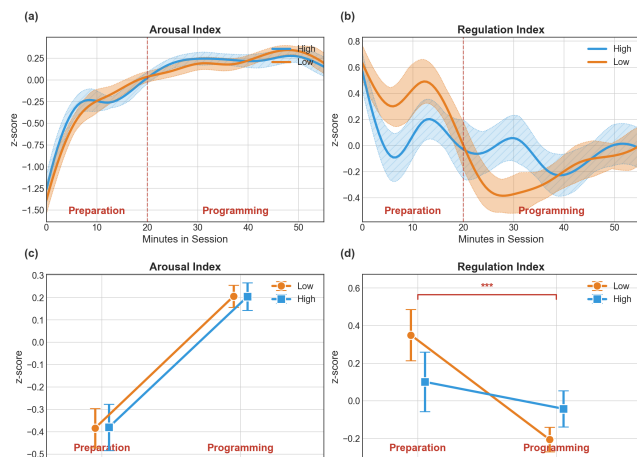 (a)
Arousal Index
0.25
0.00
−0.25
−0.50
−0.75
−1.00
−1.25
−1.50
z-score
High
Low
Preparation
Programming
0
10
20
30
40
50
Minutes in Session
(b)
Regulation Index
0.8
0.6
0.4
0.2
0.0
−0.2
−0.4
z-score
High
Low
Preparation
Programming
0
10
20
30
40
50
Minutes in Session
(c)
Arousal Index
0.3
0.2
0.1
0.0
−0.1
−0.2
−0.3
−0.4
−0.5
z-score
Low
High
Preparation
Programming
(d)
Regulation Index
0.6
0.4
0.2
0.0
−0.2
z-score
***
Low
High
Preparation
Programming